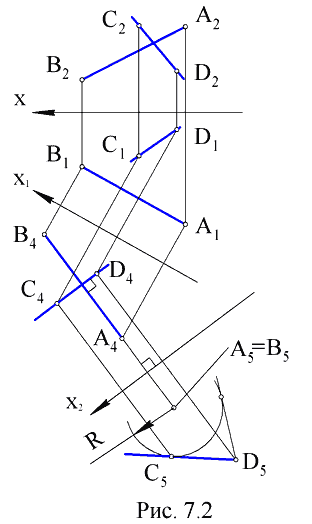 C₂
A₂
B₂
D₂
x
B₁
C₁
D₁
x₁
A₁
B₄
D₄
C₄
A₄
A₅=B₅
x₂
R
C₅
D₅
Рис. 7.2